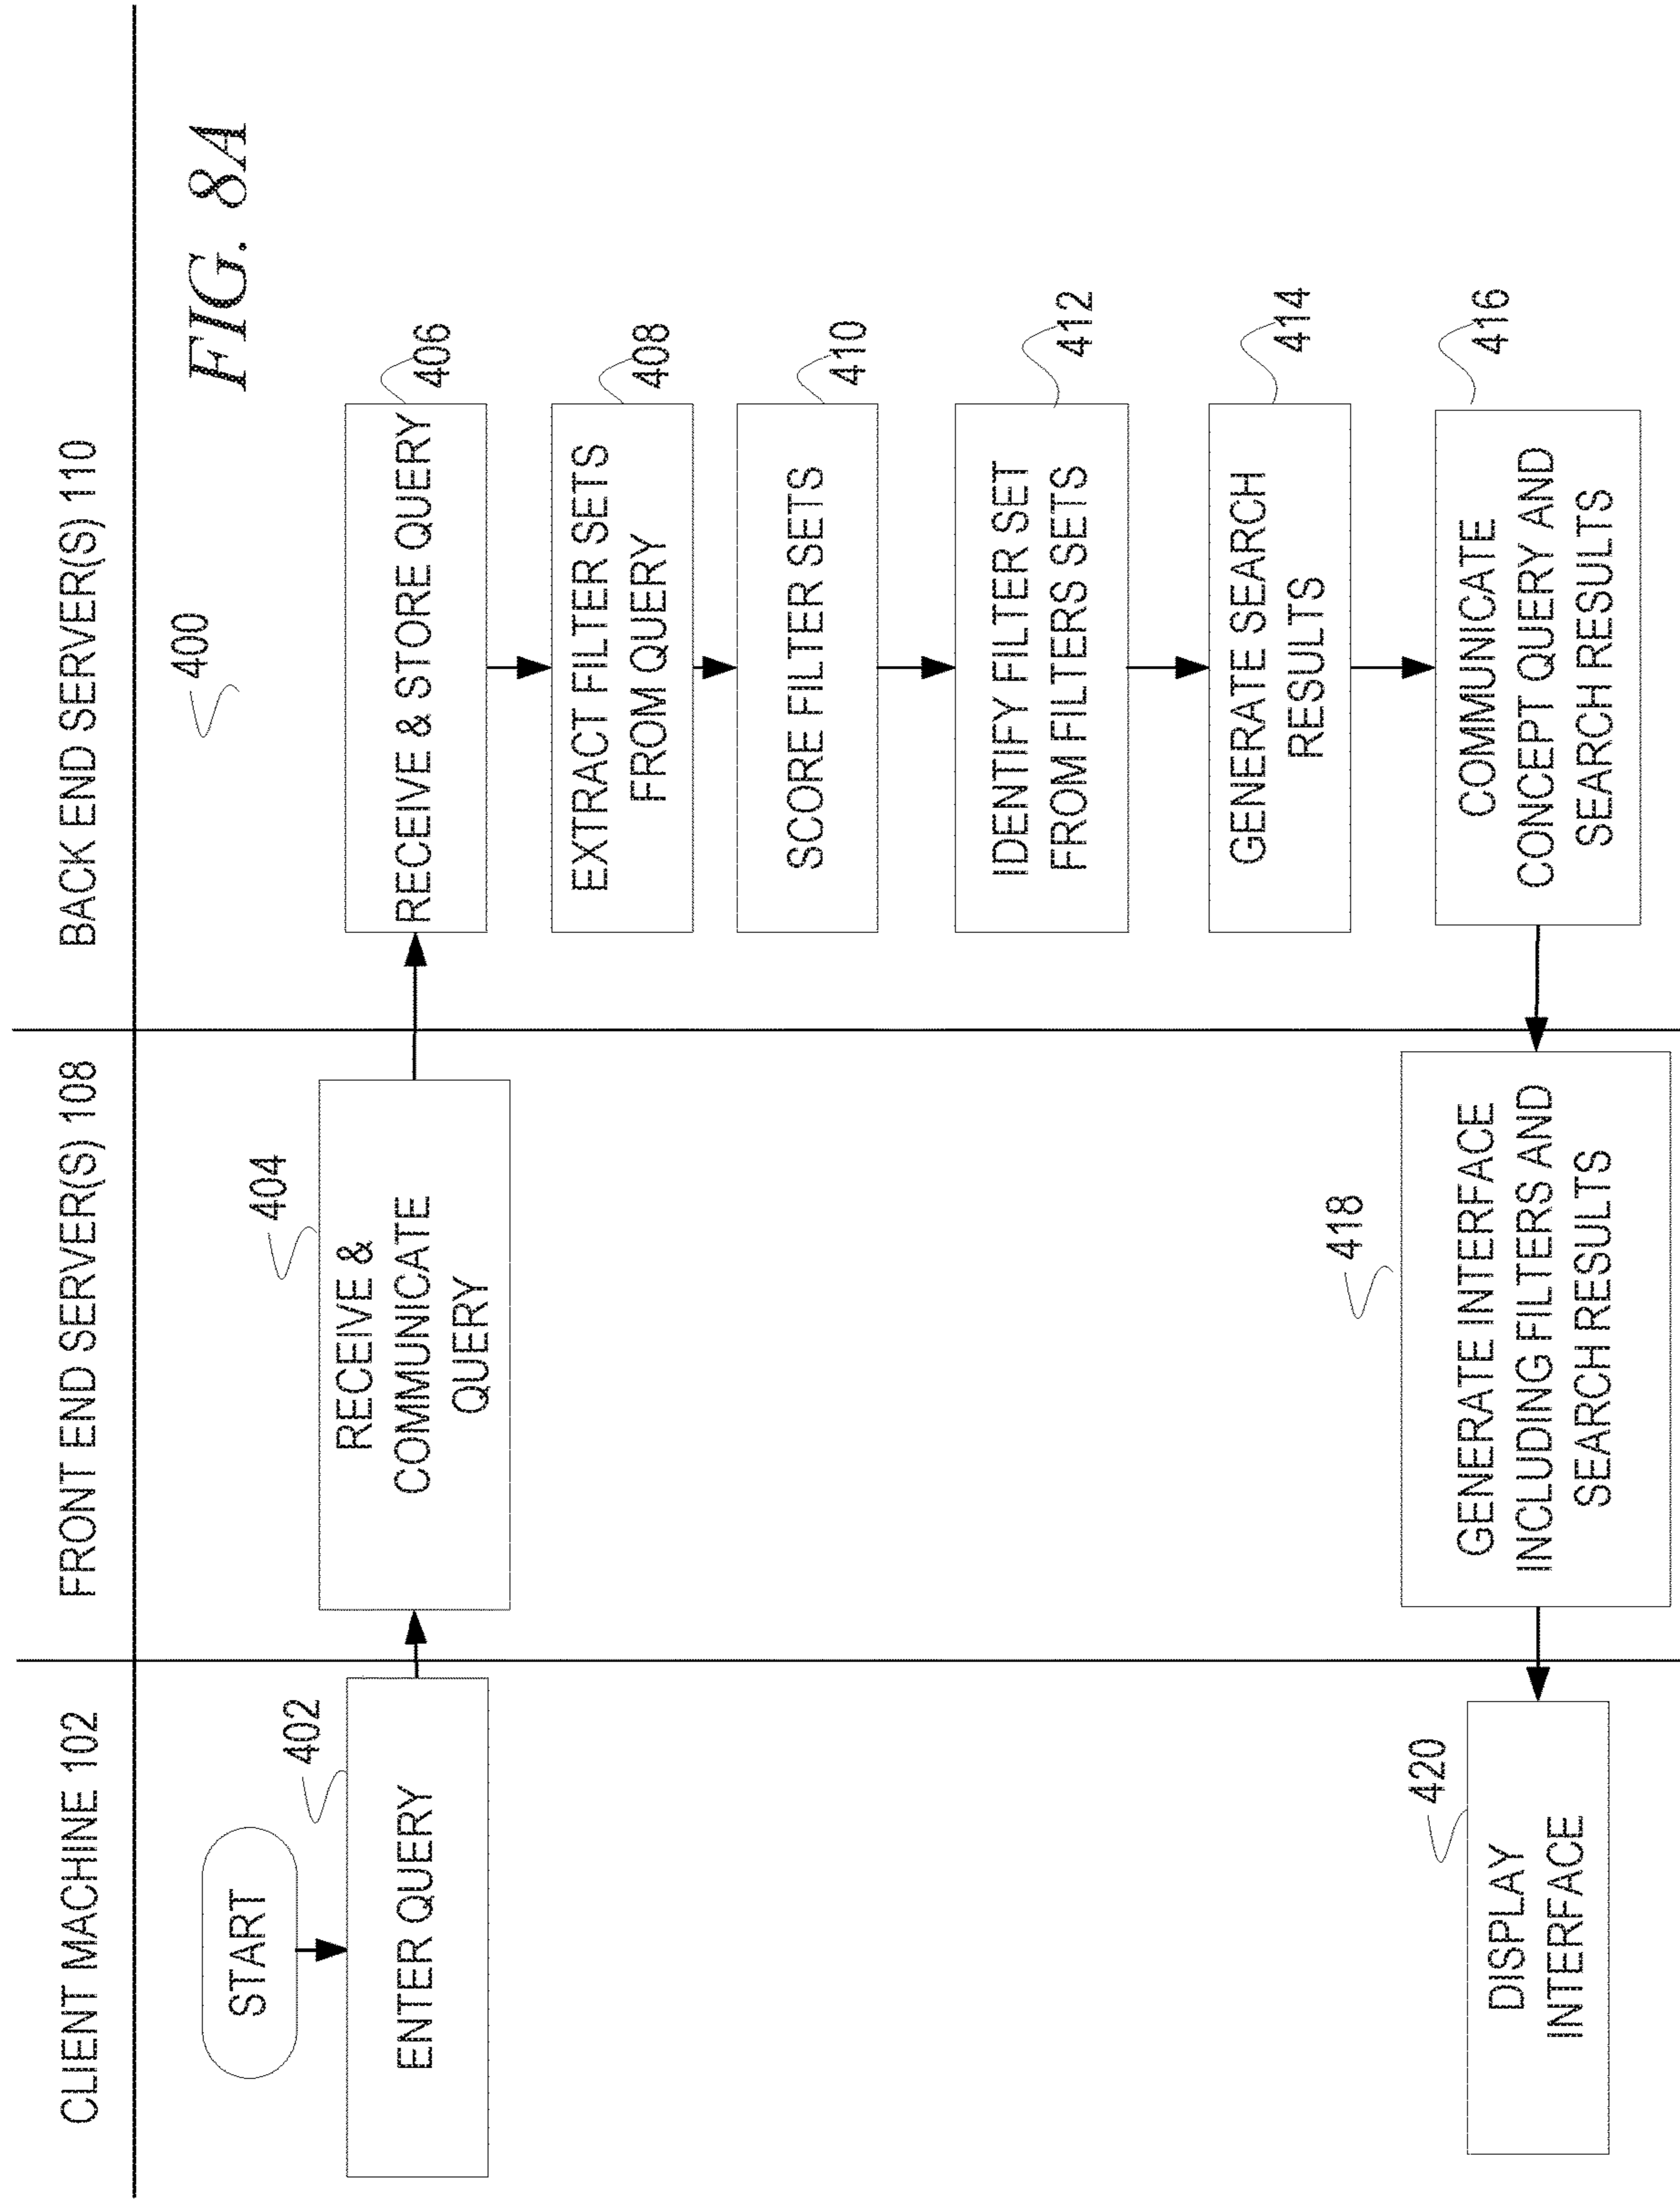 CLIENT MACHINE 102
FRONT END SERVER(S) 108
BACK END SERVER(S) 110
FIG. 8A
400
START
402
ENTER QUERY
404
RECEIVE &
COMMUNICATE
QUERY
406
RECEIVE & STORE QUERY
408
EXTRACT FILTER SETS
FROM QUERY
410
SCORE FILTER SETS
412
IDENTIFY FILTER SET
FROM FILTERS SETS
414
GENERATE SEARCH
RESULTS
416
COMMUNICATE
CONCEPT QUERY AND
SEARCH RESULTS
418
GENERATE INTERFACE
INCLUDING FILTERS AND
SEARCH RESULTS
420
DISPLAY
INTERFACE